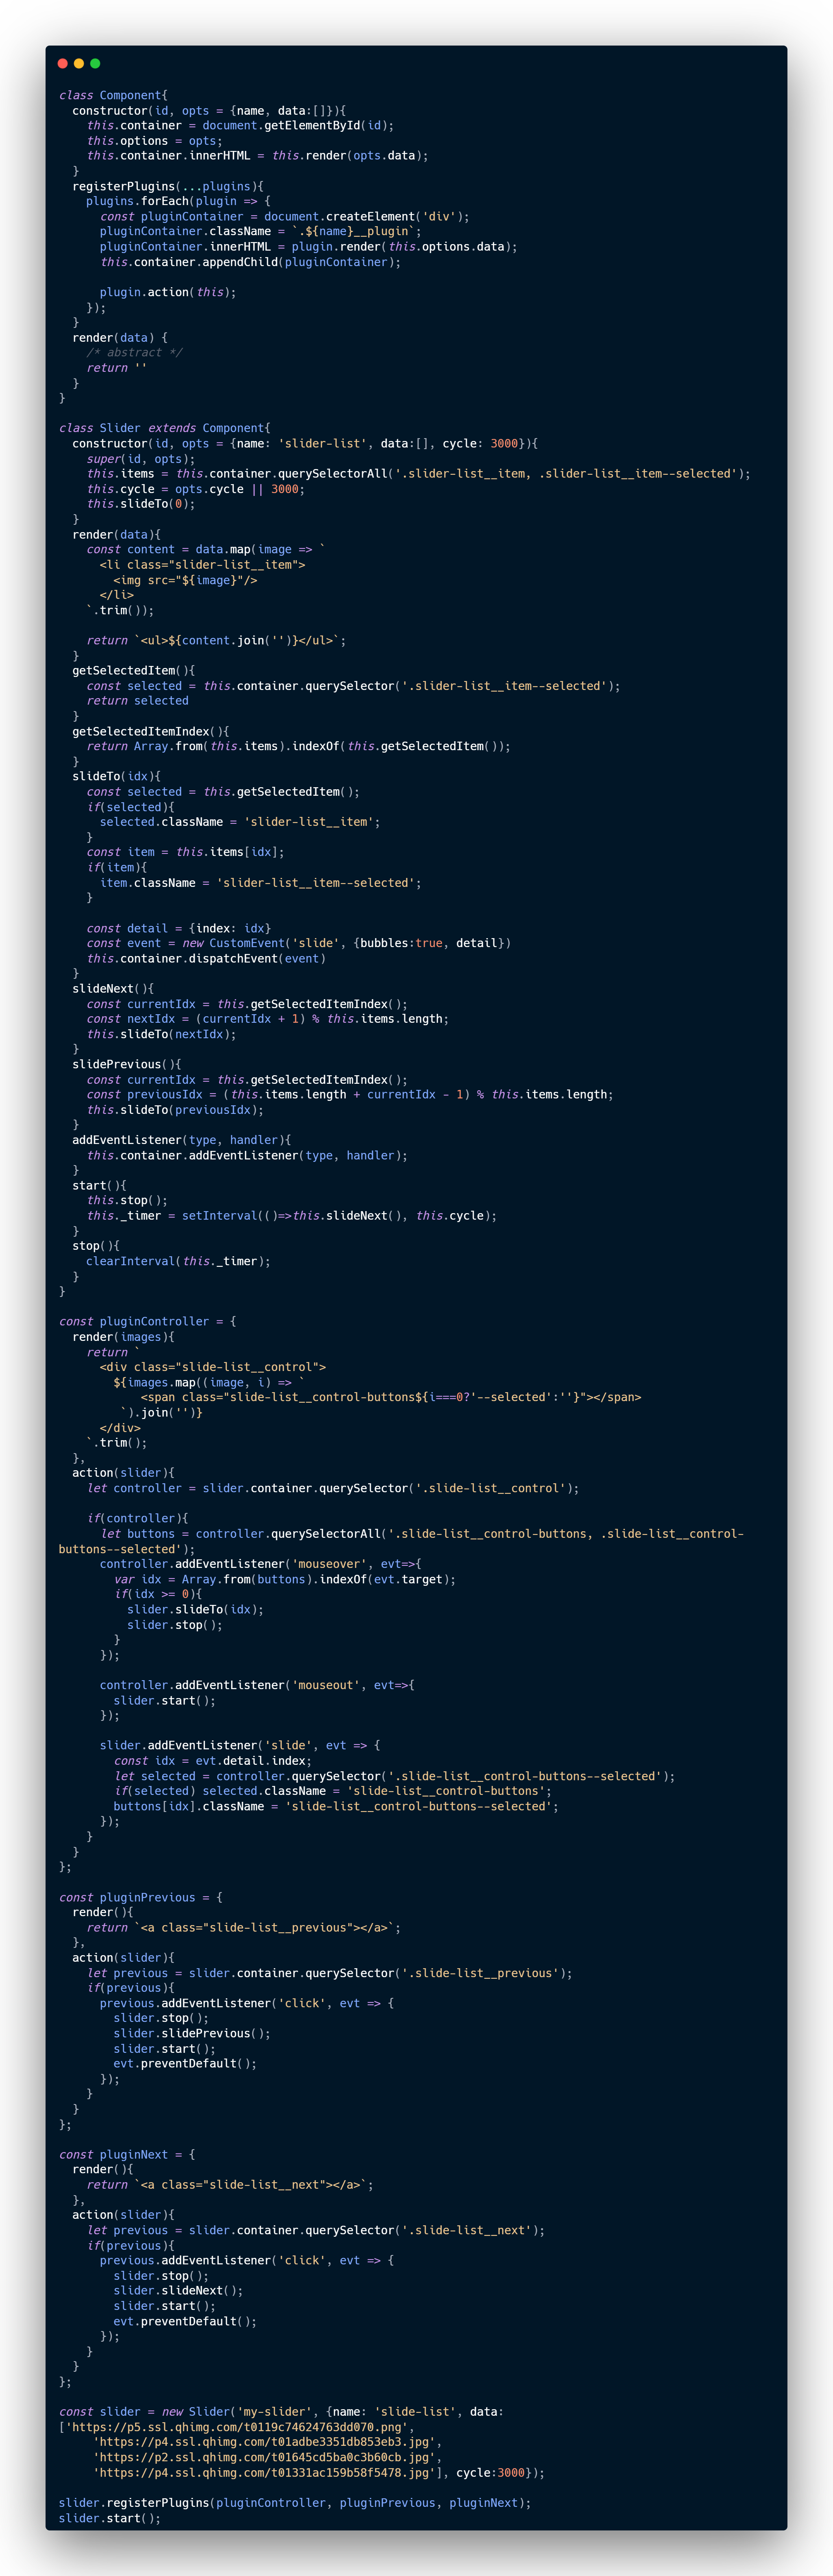 class Component{
  constructor(id, opts = {name, data:[]}){
    this.container = document.getElementById(id);
    this.options = opts;
    this.container.innerHTML = this.render(opts.data);
  }
  registerPlugins(...plugins){
    plugins.forEach(plugin => {
      const pluginContainer = document.createElement('div');
      pluginContainer.className = `.${name}__plugin`;
      pluginContainer.innerHTML = plugin.render(this.options.data);
      this.container.appendChild(pluginContainer);

      plugin.action(this);
    });
  }
  render(data) {
    /* abstract */
    return ''
  }
}

class Slider extends Component{
  constructor(id, opts = {name: 'slider-list', data:[], cycle: 3000}){
    super(id, opts);
    this.items = this.container.querySelectorAll('.slider-list__item, .slider-list__item--selected');
    this.cycle = opts.cycle || 3000;
    this.slideTo(0);
  }
  render(data){
    const content = data.map(image => `
      <li class="slider-list__item">
        <img src="${image}"/>
      </li>
    `.trim());

    return `<ul>${content.join('')}</ul>`;
  }
  getSelectedItem(){
    const selected = this.container.querySelector('.slider-list__item--selected');
    return selected
  }
  getSelectedItemIndex(){
    return Array.from(this.items).indexOf(this.getSelectedItem());
  }
  slideTo(idx){
    const selected = this.getSelectedItem();
    if(selected){
      selected.className = 'slider-list__item';
    }
    const item = this.items[idx];
    if(item){
      item.className = 'slider-list__item--selected';
    }

    const detail = {index: idx}
    const event = new CustomEvent('slide', {bubbles:true, detail})
    this.container.dispatchEvent(event)
  }
  slideNext(){
    const currentIdx = this.getSelectedItemIndex();
    const nextIdx = (currentIdx + 1) % this.items.length;
    this.slideTo(nextIdx);
  }
  slidePrevious(){
    const currentIdx = this.getSelectedItemIndex();
    const previousIdx = (this.items.length + currentIdx - 1) % this.items.length;
    this.slideTo(previousIdx);
  }
  addEventListener(type, handler){
    this.container.addEventListener(type, handler);
  }
  start(){
    this.stop();
    this._timer = setInterval(()=>this.slideNext(), this.cycle);
  }
  stop(){
    clearInterval(this._timer);
  }
}

const pluginController = {
  render(images){
    return `
      <div class="slide-list__control">
        ${images.map((image, i) => `
            <span class="slide-list__control-buttons${i===0?'--selected':''}"></span>
         `).join('')}
      </div>
    `.trim();
  },
  action(slider){
    let controller = slider.container.querySelector('.slide-list__control');

    if(controller){
      let buttons = controller.querySelectorAll('.slide-list__control-buttons, .slide-list__control-
buttons--selected');
      controller.addEventListener('mouseover', evt=>{
        var idx = Array.from(buttons).indexOf(evt.target);
        if(idx >= 0){
          slider.slideTo(idx);
          slider.stop();
        }
      });

      controller.addEventListener('mouseout', evt=>{
        slider.start();
      });

      slider.addEventListener('slide', evt => {
        const idx = evt.detail.index;
        let selected = controller.querySelector('.slide-list__control-buttons--selected');
        if(selected) selected.className = 'slide-list__control-buttons';
        buttons[idx].className = 'slide-list__control-buttons--selected';
      });
    }
  }
};

const pluginPrevious = {
  render(){
    return `<a class="slide-list__previous"></a>`;
  },
  action(slider){
    let previous = slider.container.querySelector('.slide-list__previous');
    if(previous){
      previous.addEventListener('click', evt => {
        slider.stop();
        slider.slidePrevious();
        slider.start();
        evt.preventDefault();
      });
    }
  }
};

const pluginNext = {
  render(){
    return `<a class="slide-list__next"></a>`;
  },
  action(slider){
    let previous = slider.container.querySelector('.slide-list__next');
    if(previous){
      previous.addEventListener('click', evt => {
        slider.stop();
        slider.slideNext();
        slider.start();
        evt.preventDefault();
      });
    }
  }
};

const slider = new Slider('my-slider', {name: 'slide-list', data:
['https://p5.ssl.qhimg.com/t0119c74624763dd070.png',
     'https://p4.ssl.qhimg.com/t01adbe3351db853eb3.jpg',
     'https://p2.ssl.qhimg.com/t01645cd5ba0c3b60cb.jpg',
     'https://p4.ssl.qhimg.com/t01331ac159b58f5478.jpg'], cycle:3000});

slider.registerPlugins(pluginController, pluginPrevious, pluginNext);
slider.start();